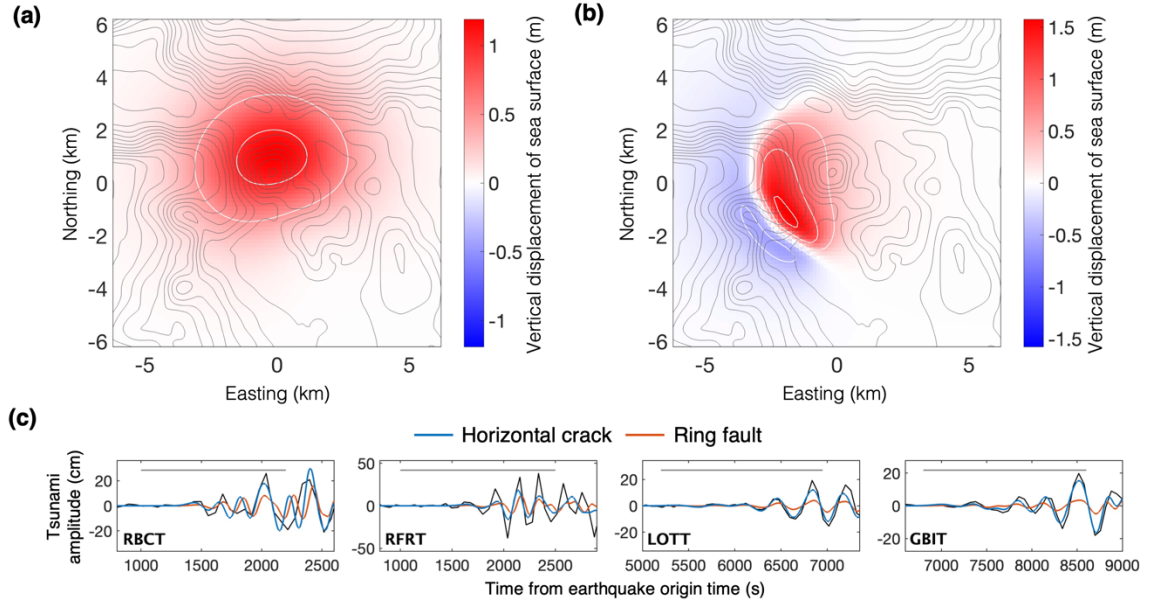 (a)
6
4
2
0
-2
-4
-6
-5
0
5
Northing (km)
Easting (km)
1
0.5
0
-0.5
-1
Vertical displacement of sea surface (m)
(b)
6
4
2
0
-2
-4
-6
-5
0
5
Northing (km)
Easting (km)
1.5
1
0.5
0
-0.5
-1
-1.5
Vertical displacement of sea surface (m)
(c)
Horizontal crack
Ring fault
Tsunami
amplitude (cm)
20
0
-20
RBCT
1000 1500 2000 2500
50
0
-50
RFRT
1000 1500 2000 2500
20
0
-20
LOTT
5000 5500 6000 6500 7000
20
0
-20
GBIT
7000 7500 8000 8500 9000
Time from earthquake origin time (s)